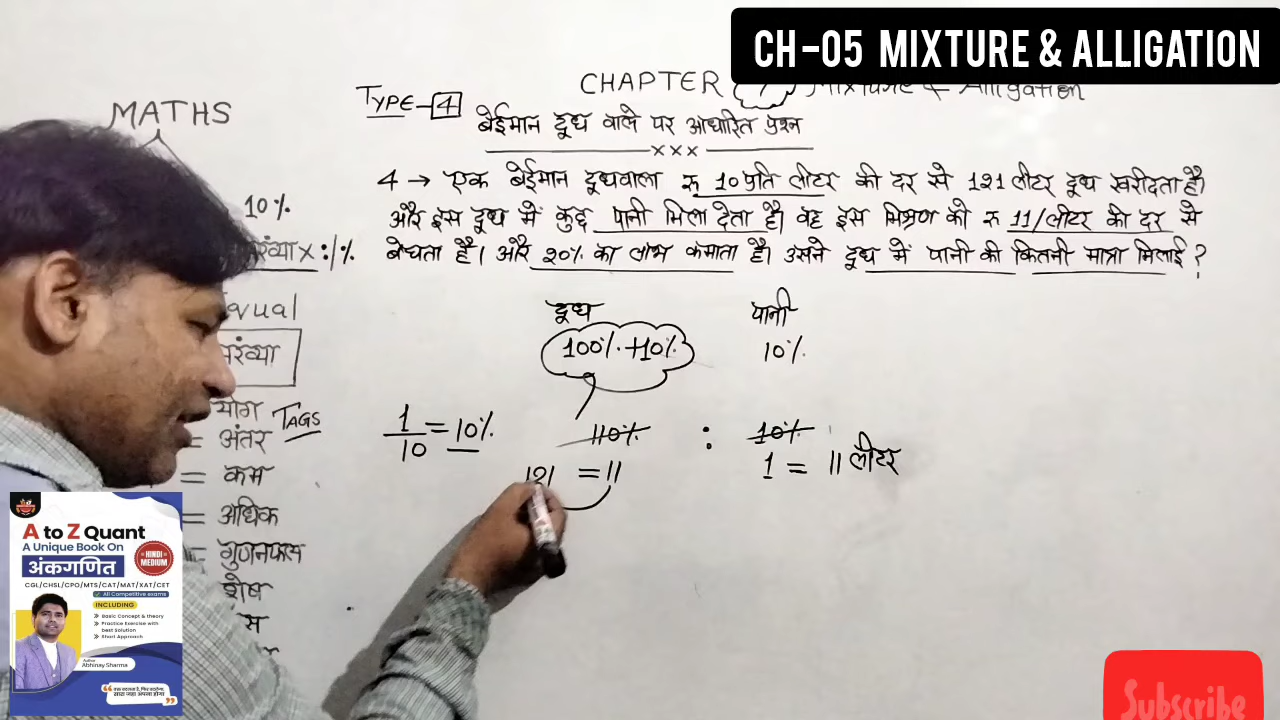 CH-05 MIXTURE & ALLIGATION
CHAPTER
Mixture & Alligation
MATHS
TYPE-4
बेईमान दूध वाले पर आधारित प्रश्न
×××
4 → एक बेईमान दूधवाला रु 10 प्रति लीटर की दर से 121 लीटर दूध खरीदता है।
और इस दूध में कुछ पानी मिला देता है। वह इस मिश्रण को रु 11/लीटर की दर से
बेचता है। और 20% का लाभ कमाता है। उसने दूध में पानी की कितनी मात्रा मिलाई ?
10%
संख्या × :/%
दूध
पानी
100% +10%
10%
संख्या
योग
TAGS
= अंतर
= कम
= अधिक
= गुणनफल
शेष
1/10 = 10%
110% : 10%
121 = 11
1 = 11 लीटर
A to Z Quant
A Unique Book On
अंकगणित
HINDI MEDIUM
CGL/CHSL/CPO/MTS/CAT/MAT/XAT/CET
All Competitive exams
INCLUDING
Basic Concept & theory
Practice Exercise with
best Solution
Short Approach
Author
Abhinay Sharma
Subscribe